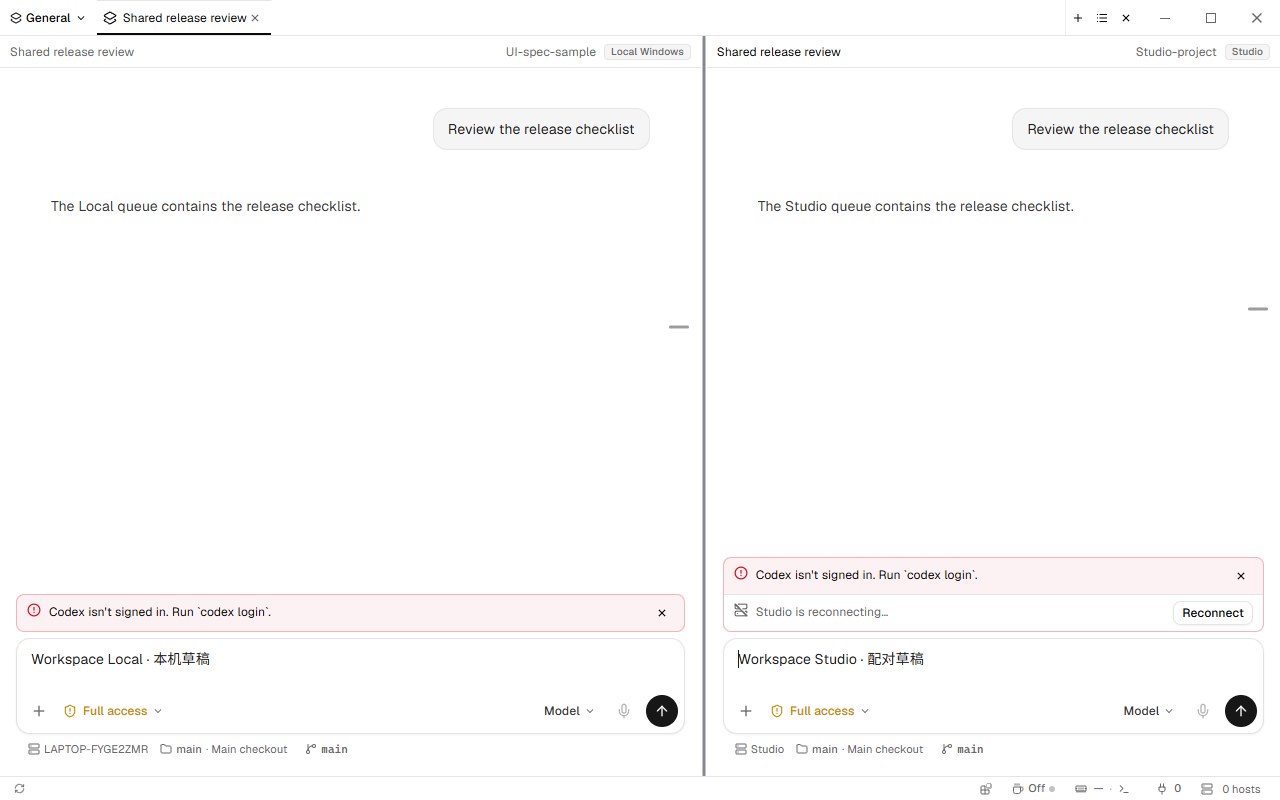 General
Shared release review
Shared release review
UI-spec-sample
Local Windows
Review the release checklist
The Local queue contains the release checklist.
Codex isn't signed in. Run `codex login`.
Workspace Local · 本机草稿
Full access
Model
LAPTOP-FYGE2ZMR
main · Main checkout
main
Shared release review
Studio-project
Studio
Review the release checklist
The Studio queue contains the release checklist.
Codex isn't signed in. Run `codex login`.
Studio is reconnecting…
Reconnect
Workspace Studio · 配对草稿
Full access
Model
Studio
main · Main checkout
main
Off
— ·
0
0 hosts